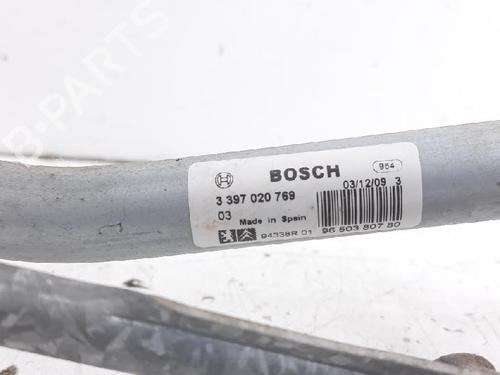 BOSCH 954
3 397 020 769 03/12/09 3
03 Made in Spain
94338R 01 96 503 807 80
B-PARTS